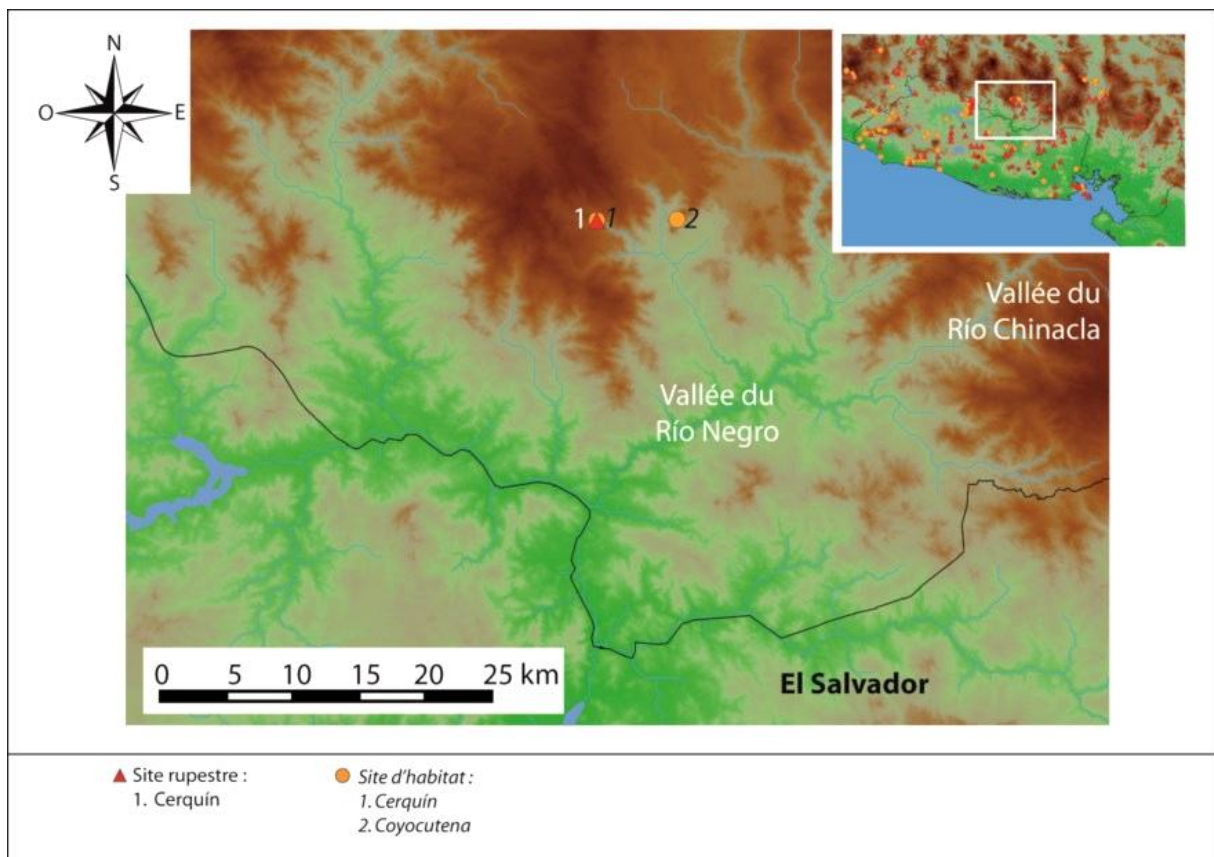 N
O
E
S
1
1
2
Vallée du
Río Chinacla
Vallée du
Río Negro
0 5 10 15 20 25 km
El Salvador
Site rupestre :
1. Cerquín
Site d'habitat :
1. Cerquín
2. Coyocutena